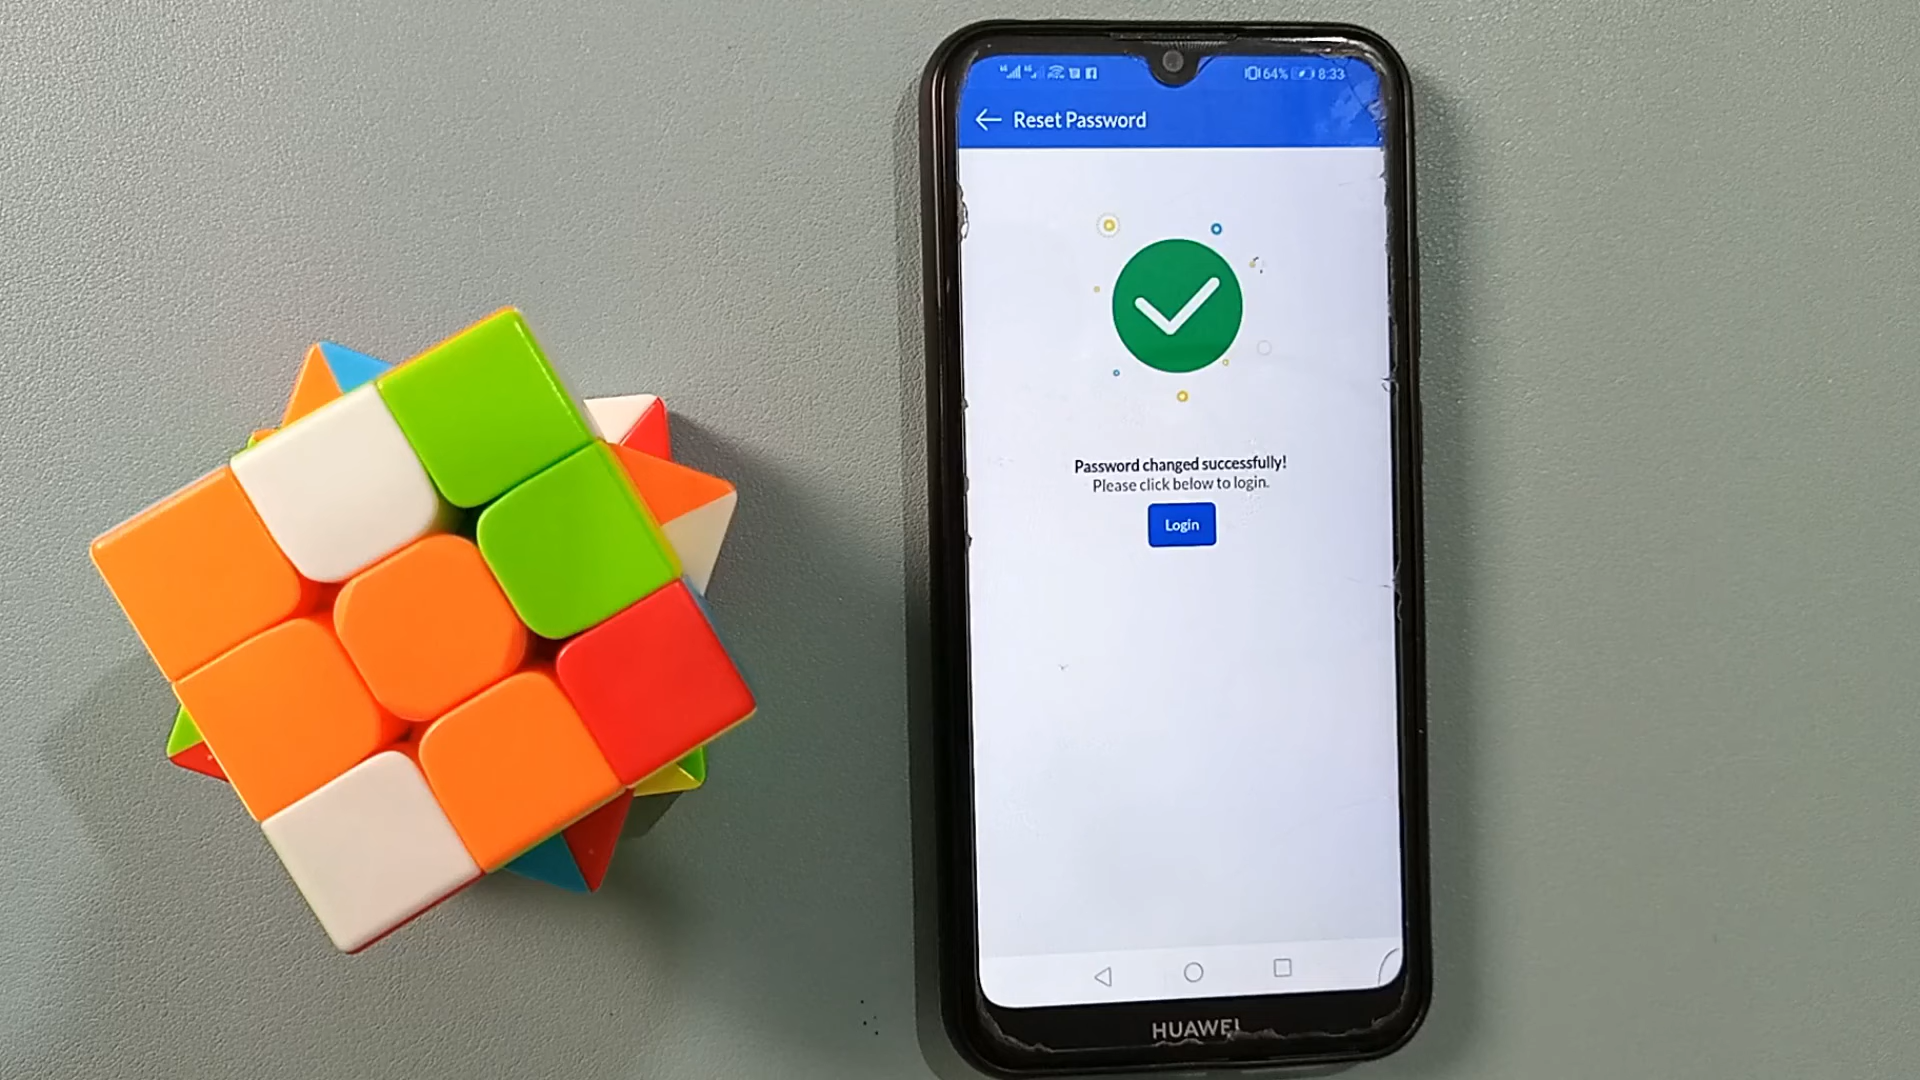 64% 8:33
Reset Password
Password changed successfully!
Please click below to login.
Login
HUAWEI